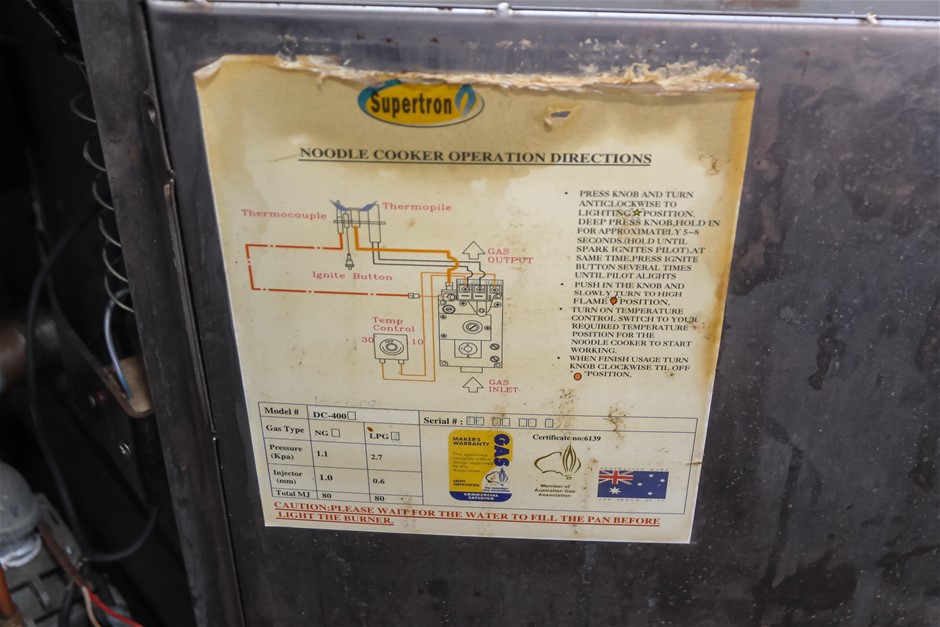 Supertron
NOODLE COOKER OPERATION DIRECTIONS
Thermocouple
Thermopile
GAS
OUTPUT
Ignite Button
Temp
Control
30
10
GAS
INLET
• PRESS KNOB AND TURN
ANTICLOCKWISE TO
LIGHTING POSITION,
DEEP PRESS KNOB,HOLD IN
FOR APPROXIMATELY 5~8
SECONDS.(HOLD UNTIL
SPARK IGNITES PILOT)AT
SAME TIME,PRESS IGNITE
BUTTON SEVERAL TIMES
UNTIL PILOT ALIGHTS
• PUSH IN THE KNOB AND
SLOWLY TURN TO HIGH
FLAME POSITION.
• TURN ON TEMPERATURE
CONTROL SWITCH TO YOUR
REQUIRED TEMPERATURE
POSITION FOR THE
NOODLE COOKER TO START
WORKING.
• WHEN FINISH USAGE TURN
KNOB CLOCKWISE TIL OFF
"POSITION.
Model # DC-400
Serial # :
Gas Type NG LPG
Pressure
(Kpa) 1.1 2.7
Injector
(mm) 1.0 0.6
Total MJ 80 80
MAKER'S
WARRANTY
GAS
COMMERCIAL
CATERING
Certificate no:6139
Member of
Australian Gas
Association
CAUTION:PLEASE WAIT FOR THE WATER TO FILL THE PAN BEFORE
LIGHT THE BURNER.